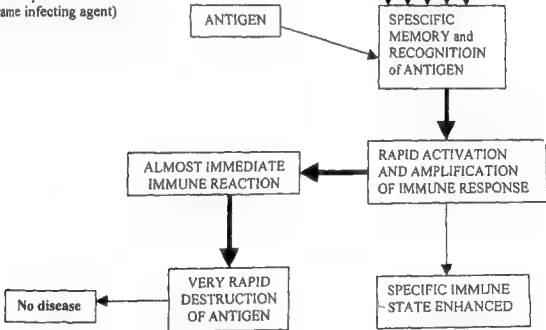 ame infecting agent)
ANTIGEN
SPESCIFIC
MEMORY and
RECOGNITIOIN
of ANTIGEN
ALMOST IMMEDIATE
IMMUNE REACTION
RAPID ACTIVATION
AND AMPLIFICATION
OF IMMUNE RESPONSE
No disease
VERY RAPID
DESTRUCTION
OF ANTIGEN
SPECIFIC IMMUNE
STATE ENHANCED